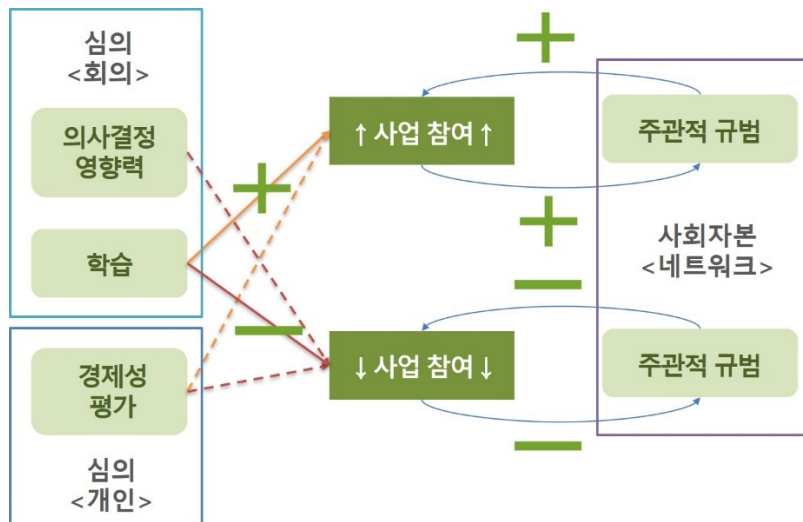 심의
<회의>
의사결정
영향력
학습
경제성
평가
심의
<개인>
+
−
↑ 사업 참여 ↑
↓ 사업 참여 ↓
+
+
−
−
주관적 규범
사회자본
<네트워크>
주관적 규범